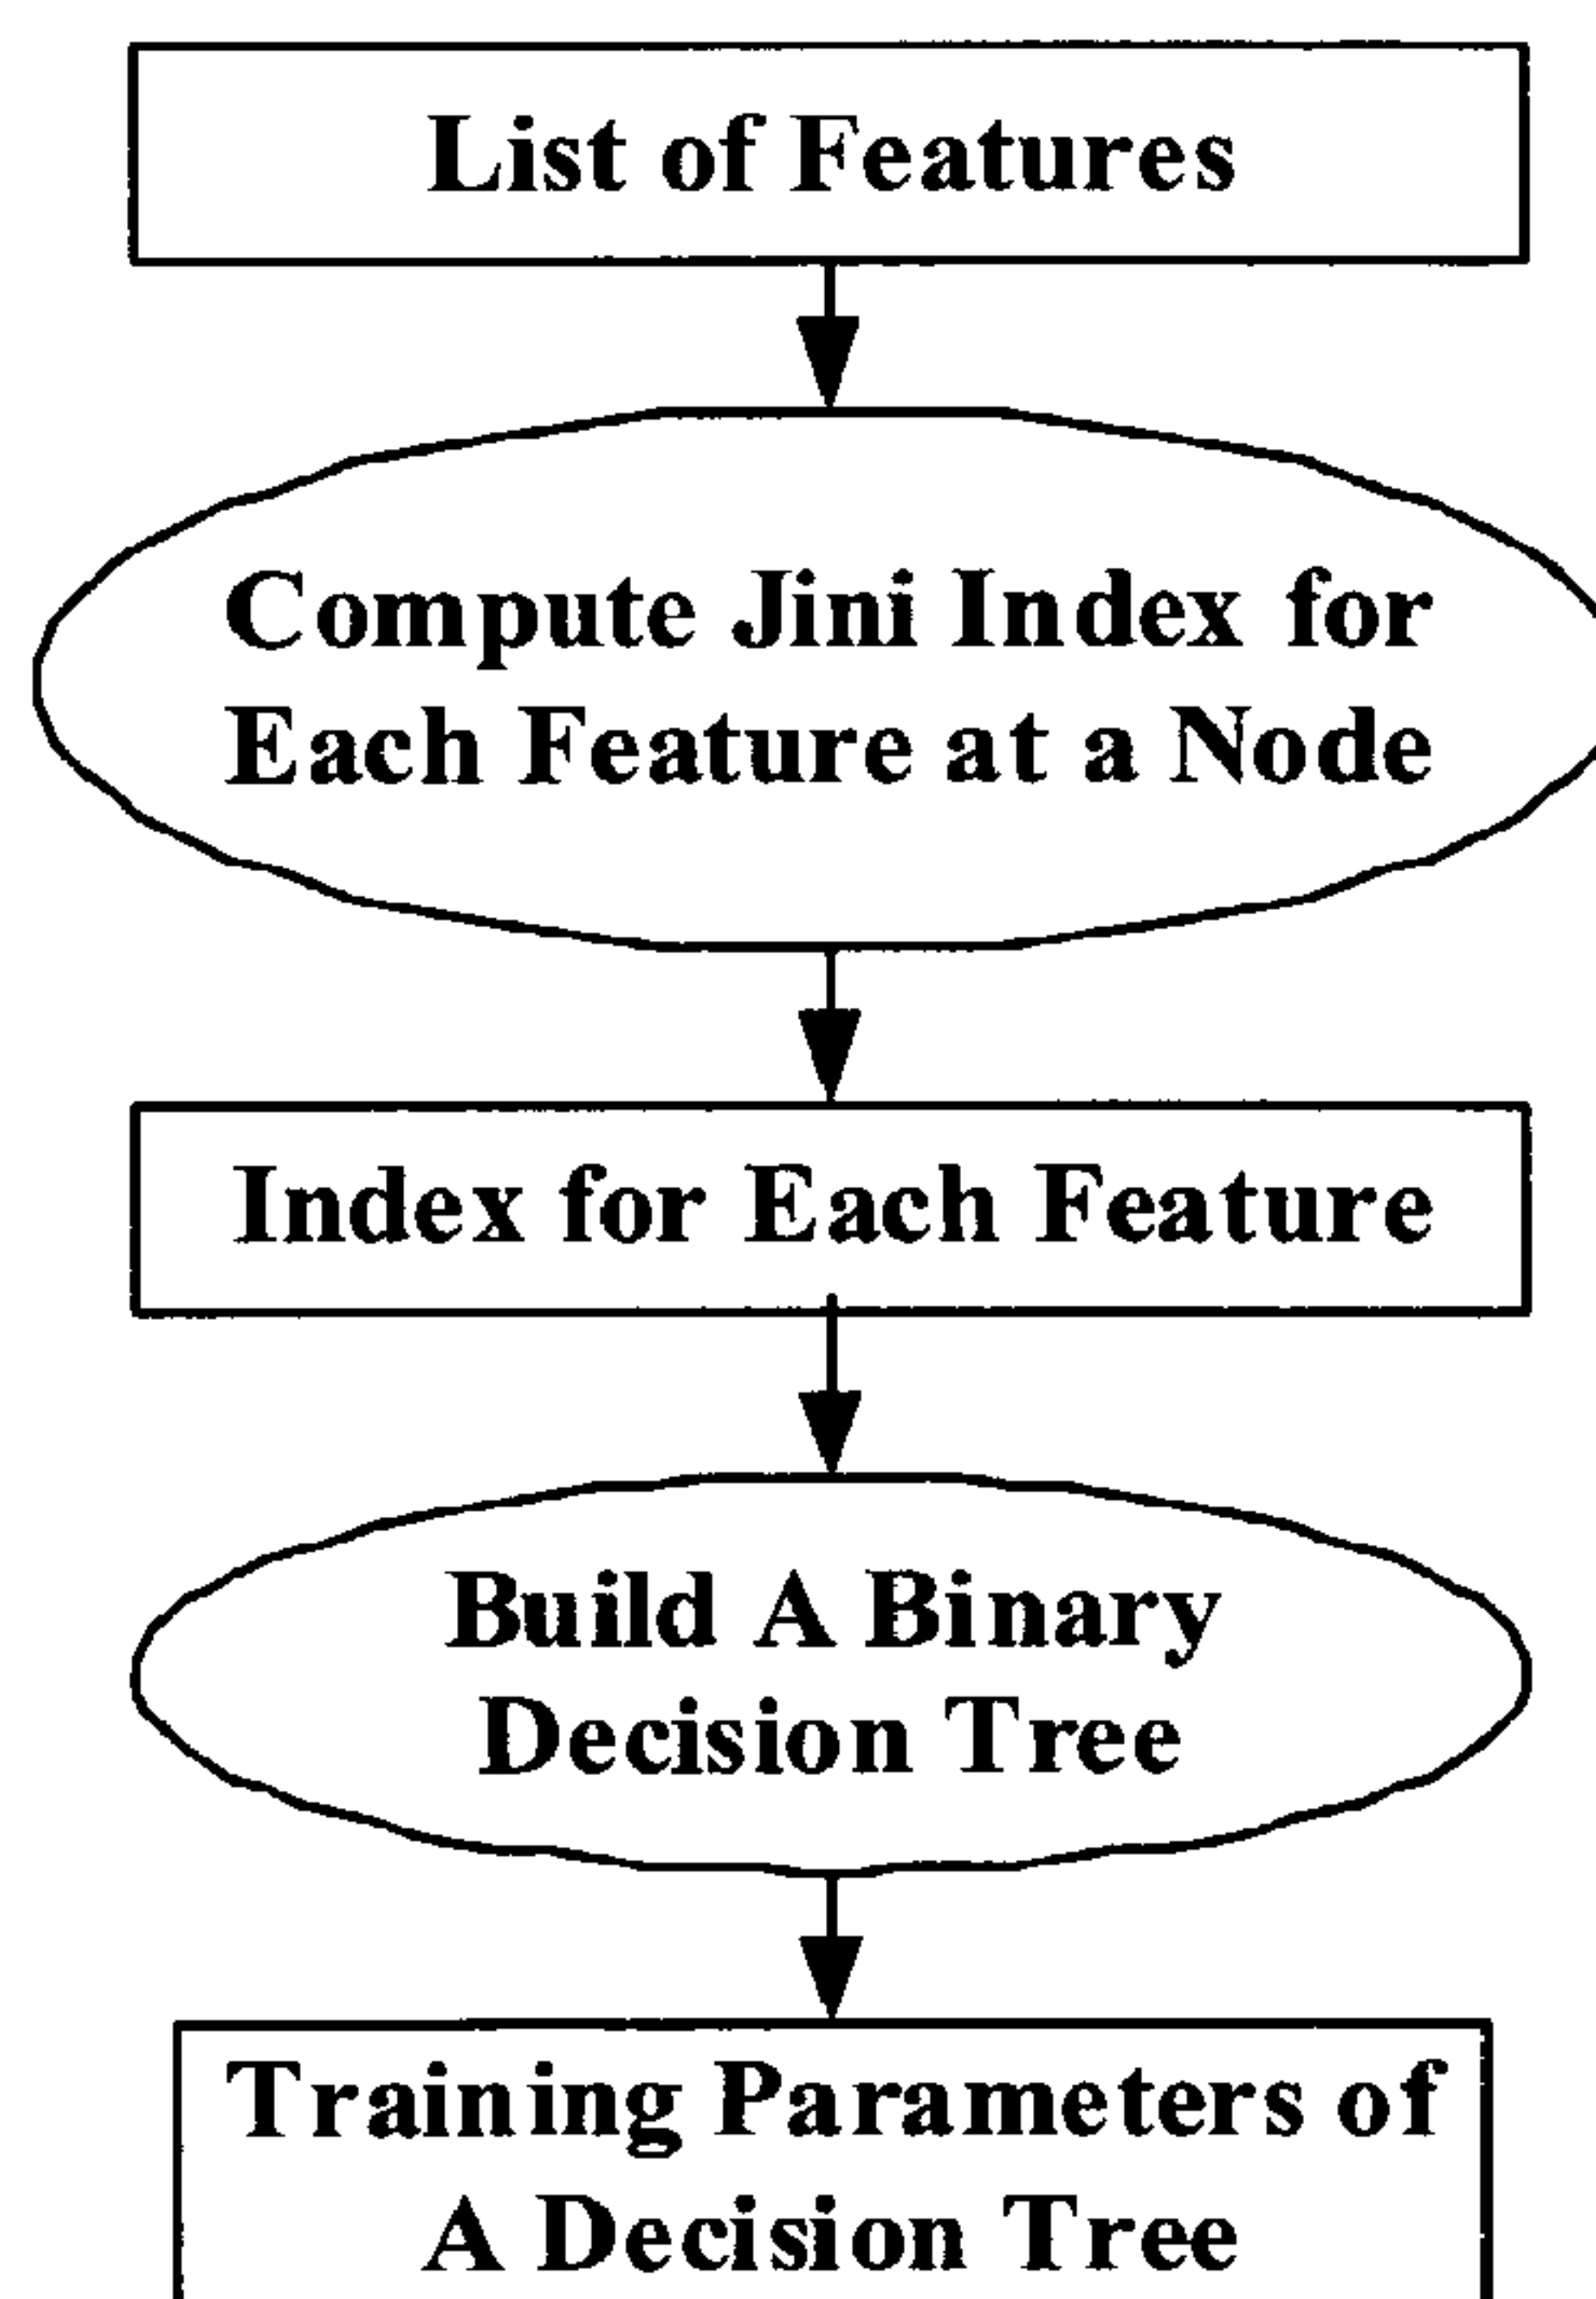 List of Features
Compute Jini Index for
Each Feature at a Node
Index for Each Feature
Build A Binary
Decision Tree
Training Parameters of
A Decision Tree